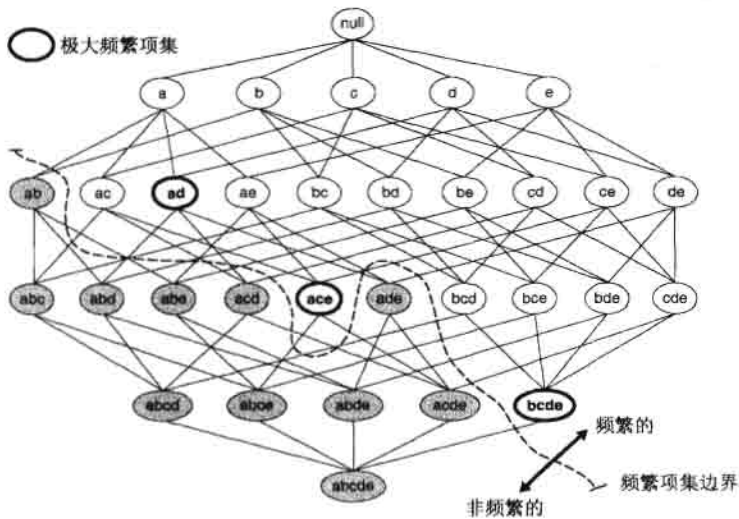 null
极大频繁项集
a b c d e
ab ac ad ae bc bd be cd ce de
abc abd abe acd ace ade bcd bce bde cde
abcd abce abde acde bcde
频繁的
频繁项集边界
abcde
非频繁的